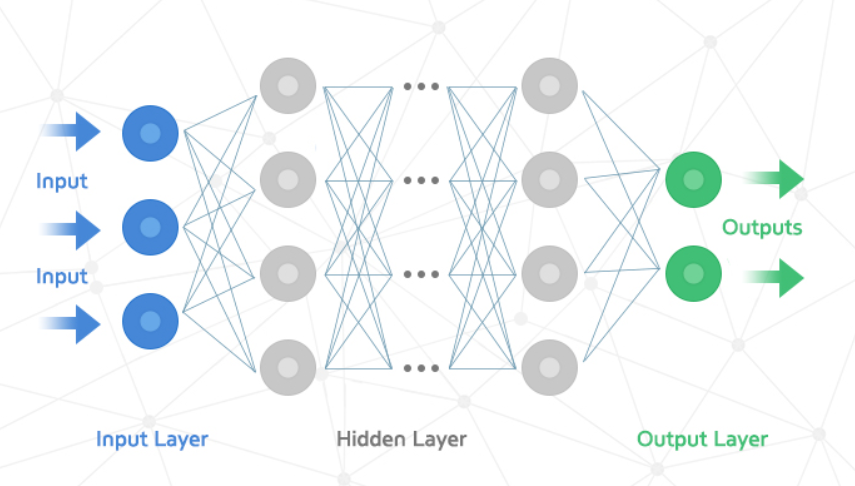 Input
Outputs
Input
Input Layer
Hidden Layer
Output Layer